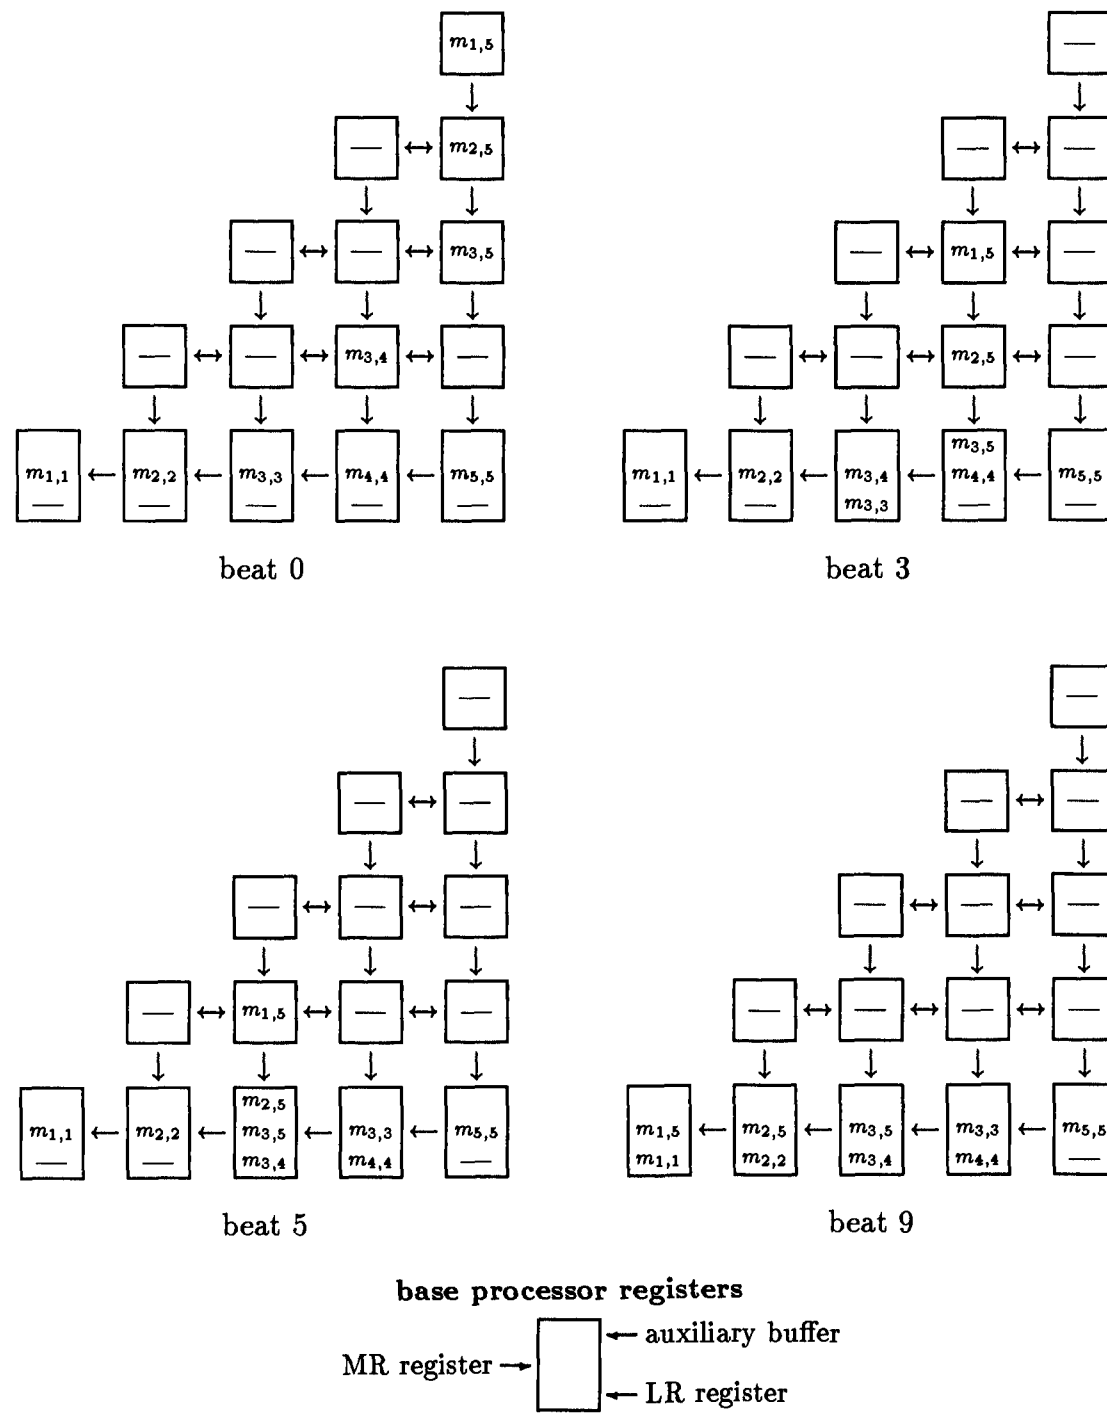 m1,5 —
— m2,5 — —
— — m3,5 — m1,5 —
— — m3,4 — — — m2,5 —
m3,5
m1,1 m2,2 m3,3 m4,4 m5,5 m1,1 m2,2 m3,4 m4,4 m5,5
— — — — — — — m3,3 — —
beat 0 beat 3
— —
— — — —
— — — — — —
— m1,5 — — — — — —
m2,5
m1,1 m2,2 m3,5 m3,3 m5,5 m1,5 m2,5 m3,5 m3,3 m5,5
— — m3,4 m4,4 — m1,1 m2,2 m3,4 m4,4 —
beat 5 beat 9
base processor registers
auxiliary buffer
MR register
LR register